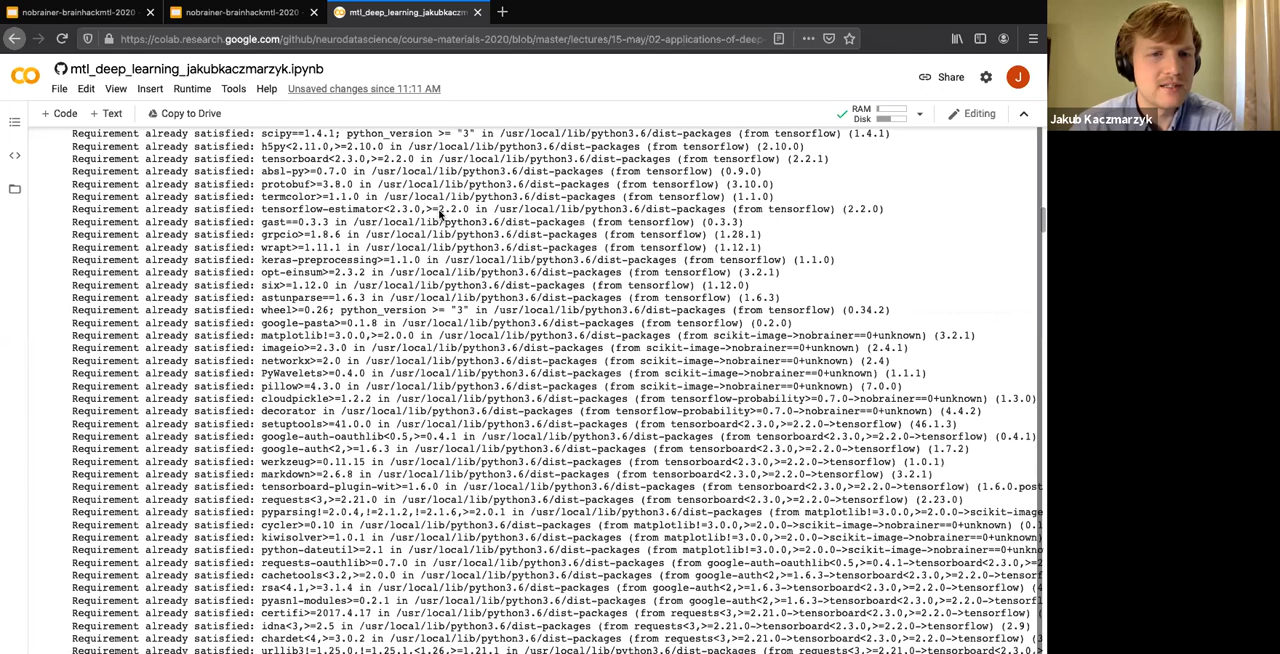 nobrainer-brainhackmtl-2020
nobrainer-brainhackmtl-2020
mtl_deep_learning_jakubkaczm
https://colab.research.google.com/github/neurodatascience/course-materials-2020/blob/master/lectures/15-may/02-applications-of-deep-
mtl_deep_learning_jakubkaczmarzyk.ipynb
Share
J
File Edit View Insert Runtime Tools Help Unsaved changes since 11:11 AM
+ Code + Text Copy to Drive
RAM
Disk
Editing
Jakub Kaczmarzyk
Requirement already satisfied: scipy==1.4.1; python_version >= "3" in /usr/local/lib/python3.6/dist-packages (from tensorflow) (1.4.1)
Requirement already satisfied: h5py<2.11.0,>=2.10.0 in /usr/local/lib/python3.6/dist-packages (from tensorflow) (2.10.0)
Requirement already satisfied: tensorboard<2.3.0,>=2.2.0 in /usr/local/lib/python3.6/dist-packages (from tensorflow) (2.2.1)
Requirement already satisfied: absl-py>=0.7.0 in /usr/local/lib/python3.6/dist-packages (from tensorflow) (0.9.0)
Requirement already satisfied: protobuf>=3.8.0 in /usr/local/lib/python3.6/dist-packages (from tensorflow) (3.10.0)
Requirement already satisfied: termcolor>=1.1.0 in /usr/local/lib/python3.6/dist-packages (from tensorflow) (1.1.0)
Requirement already satisfied: tensorflow-estimator<2.3.0,>=2.2.0 in /usr/local/lib/python3.6/dist-packages (from tensorflow) (2.2.0)
Requirement already satisfied: gast==0.3.3 in /usr/local/lib/python3.6/dist-packages (from tensorflow) (0.3.3)
Requirement already satisfied: grpcio>=1.8.6 in /usr/local/lib/python3.6/dist-packages (from tensorflow) (1.28.1)
Requirement already satisfied: wrapt>=1.11.1 in /usr/local/lib/python3.6/dist-packages (from tensorflow) (1.12.1)
Requirement already satisfied: keras-preprocessing>=1.1.0 in /usr/local/lib/python3.6/dist-packages (from tensorflow) (1.1.0)
Requirement already satisfied: opt-einsum>=2.3.2 in /usr/local/lib/python3.6/dist-packages (from tensorflow) (3.2.1)
Requirement already satisfied: six>=1.12.0 in /usr/local/lib/python3.6/dist-packages (from tensorflow) (1.12.0)
Requirement already satisfied: astunparse==1.6.3 in /usr/local/lib/python3.6/dist-packages (from tensorflow) (1.6.3)
Requirement already satisfied: wheel>=0.26; python_version >= "3" in /usr/local/lib/python3.6/dist-packages (from tensorflow) (0.34.2)
Requirement already satisfied: google-pasta>=0.1.8 in /usr/local/lib/python3.6/dist-packages (from tensorflow) (0.2.0)
Requirement already satisfied: matplotlib!=3.0.0,>=2.0.0 in /usr/local/lib/python3.6/dist-packages (from scikit-image->nobrainer==0+unknown) (3.2.1)
Requirement already satisfied: imageio>=2.3.0 in /usr/local/lib/python3.6/dist-packages (from scikit-image->nobrainer==0+unknown) (2.4.1)
Requirement already satisfied: networkx>=2.0 in /usr/local/lib/python3.6/dist-packages (from scikit-image->nobrainer==0+unknown) (2.4)
Requirement already satisfied: PyWavelets>=0.4.0 in /usr/local/lib/python3.6/dist-packages (from scikit-image->nobrainer==0+unknown) (1.1.1)
Requirement already satisfied: pillow>=4.3.0 in /usr/local/lib/python3.6/dist-packages (from scikit-image->nobrainer==0+unknown) (7.0.0)
Requirement already satisfied: cloudpickle>=1.2.2 in /usr/local/lib/python3.6/dist-packages (from tensorflow-probability>=0.7.0->nobrainer==0+unknown) (1.3.0)
Requirement already satisfied: decorator in /usr/local/lib/python3.6/dist-packages (from tensorflow-probability>=0.7.0->nobrainer==0+unknown) (4.4.2)
Requirement already satisfied: setuptools>=41.0.0 in /usr/local/lib/python3.6/dist-packages (from tensorboard<2.3.0,>=2.2.0->tensorflow) (46.1.3)
Requirement already satisfied: google-auth-oauthlib<0.5,>=0.4.1 in /usr/local/lib/python3.6/dist-packages (from tensorboard<2.3.0,>=2.2.0->tensorflow) (0.4.1)
Requirement already satisfied: google-auth<2,>=1.6.3 in /usr/local/lib/python3.6/dist-packages (from tensorboard<2.3.0,>=2.2.0->tensorflow) (1.7.2)
Requirement already satisfied: werkzeug>=0.11.15 in /usr/local/lib/python3.6/dist-packages (from tensorboard<2.3.0,>=2.2.0->tensorflow) (1.0.1)
Requirement already satisfied: markdown>=2.6.8 in /usr/local/lib/python3.6/dist-packages (from tensorboard<2.3.0,>=2.2.0->tensorflow) (3.2.1)
Requirement already satisfied: tensorboard-plugin-wit>=1.6.0 in /usr/local/lib/python3.6/dist-packages (from tensorboard<2.3.0,>=2.2.0->tensorflow) (1.6.0.post
Requirement already satisfied: requests<3,>=2.21.0 in /usr/local/lib/python3.6/dist-packages (from tensorboard<2.3.0,>=2.2.0->tensorflow) (2.23.0)
Requirement already satisfied: pyparsing!=2.0.4,!=2.1.2,!=2.1.6,>=2.0.1 in /usr/local/lib/python3.6/dist-packages (from matplotlib!=3.0.0,>=2.0.0->scikit-image
Requirement already satisfied: cycler>=0.10 in /usr/local/lib/python3.6/dist-packages (from matplotlib!=3.0.0,>=2.0.0->scikit-image->nobrainer==0+unknown) (0.1
Requirement already satisfied: kiwisolver>=1.0.1 in /usr/local/lib/python3.6/dist-packages (from matplotlib!=3.0.0,>=2.0.0->scikit-image->nobrainer==0+unknown)
Requirement already satisfied: python-dateutil>=2.1 in /usr/local/lib/python3.6/dist-packages (from matplotlib!=3.0.0,>=2.0.0->scikit-image->nobrainer==0+unkno
Requirement already satisfied: requests-oauthlib>=0.7.0 in /usr/local/lib/python3.6/dist-packages (from google-auth-oauthlib<0.5,>=0.4.1->tensorboard<2.3.0,>=2
Requirement already satisfied: cachetools<3.2,>=2.0.0 in /usr/local/lib/python3.6/dist-packages (from google-auth<2,>=1.6.3->tensorboard<2.3.0,>=2.2.0->tensorf
Requirement already satisfied: rsa<4.1,>=3.1.4 in /usr/local/lib/python3.6/dist-packages (from google-auth<2,>=1.6.3->tensorboard<2.3.0,>=2.2.0->tensorflow) (4
Requirement already satisfied: pyasn1-modules>=0.2.1 in /usr/local/lib/python3.6/dist-packages (from google-auth<2,>=1.6.3->tensorboard<2.3.0,>=2.2.0->tensorfl
Requirement already satisfied: certifi>=2017.4.17 in /usr/local/lib/python3.6/dist-packages (from requests<3,>=2.21.0->tensorboard<2.3.0,>=2.2.0->tensorflow) (
Requirement already satisfied: idna<3,>=2.5 in /usr/local/lib/python3.6/dist-packages (from requests<3,>=2.21.0->tensorboard<2.3.0,>=2.2.0->tensorflow) (2.9)
Requirement already satisfied: chardet<4,>=3.0.2 in /usr/local/lib/python3.6/dist-packages (from requests<3,>=2.21.0->tensorboard<2.3.0,>=2.2.0->tensorflow) (3
Requirement already satisfied: urllib3!=1.25.0,!=1.25.1,<1.26,>=1.21.1 in /usr/local/lib/python3.6/dist-packages (from requests<3,>=2.21.0->tensorboard<2.3.0,>